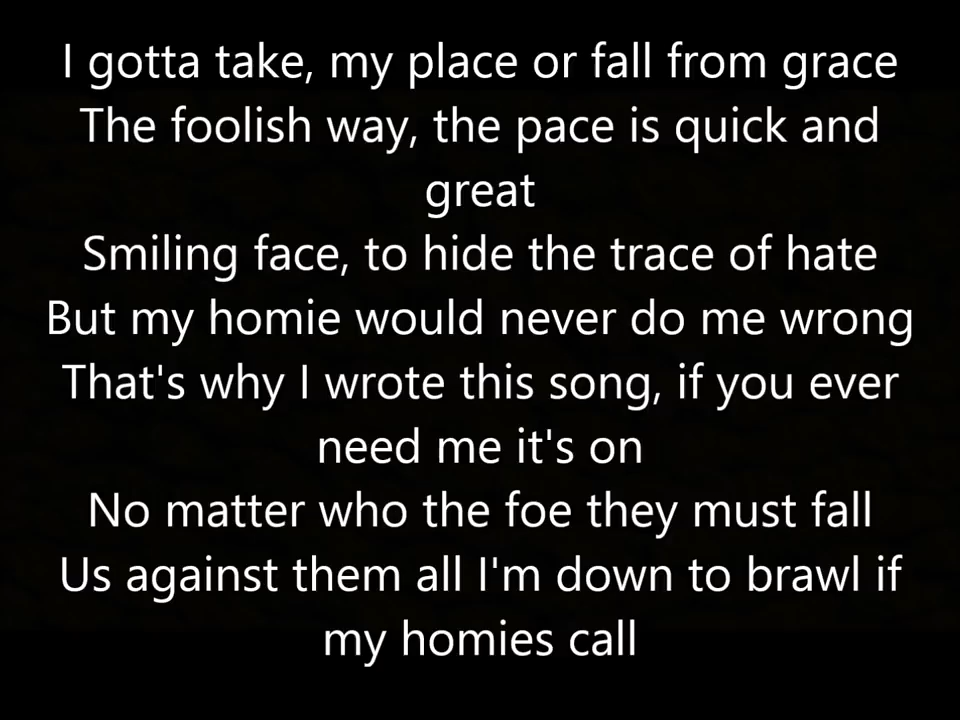 I gotta take, my place or fall from grace
The foolish way, the pace is quick and
great
Smiling face, to hide the trace of hate
But my homie would never do me wrong
That's why I wrote this song, if you ever
need me it's on
No matter who the foe they must fall
Us against them all I'm down to brawl if
my homies call